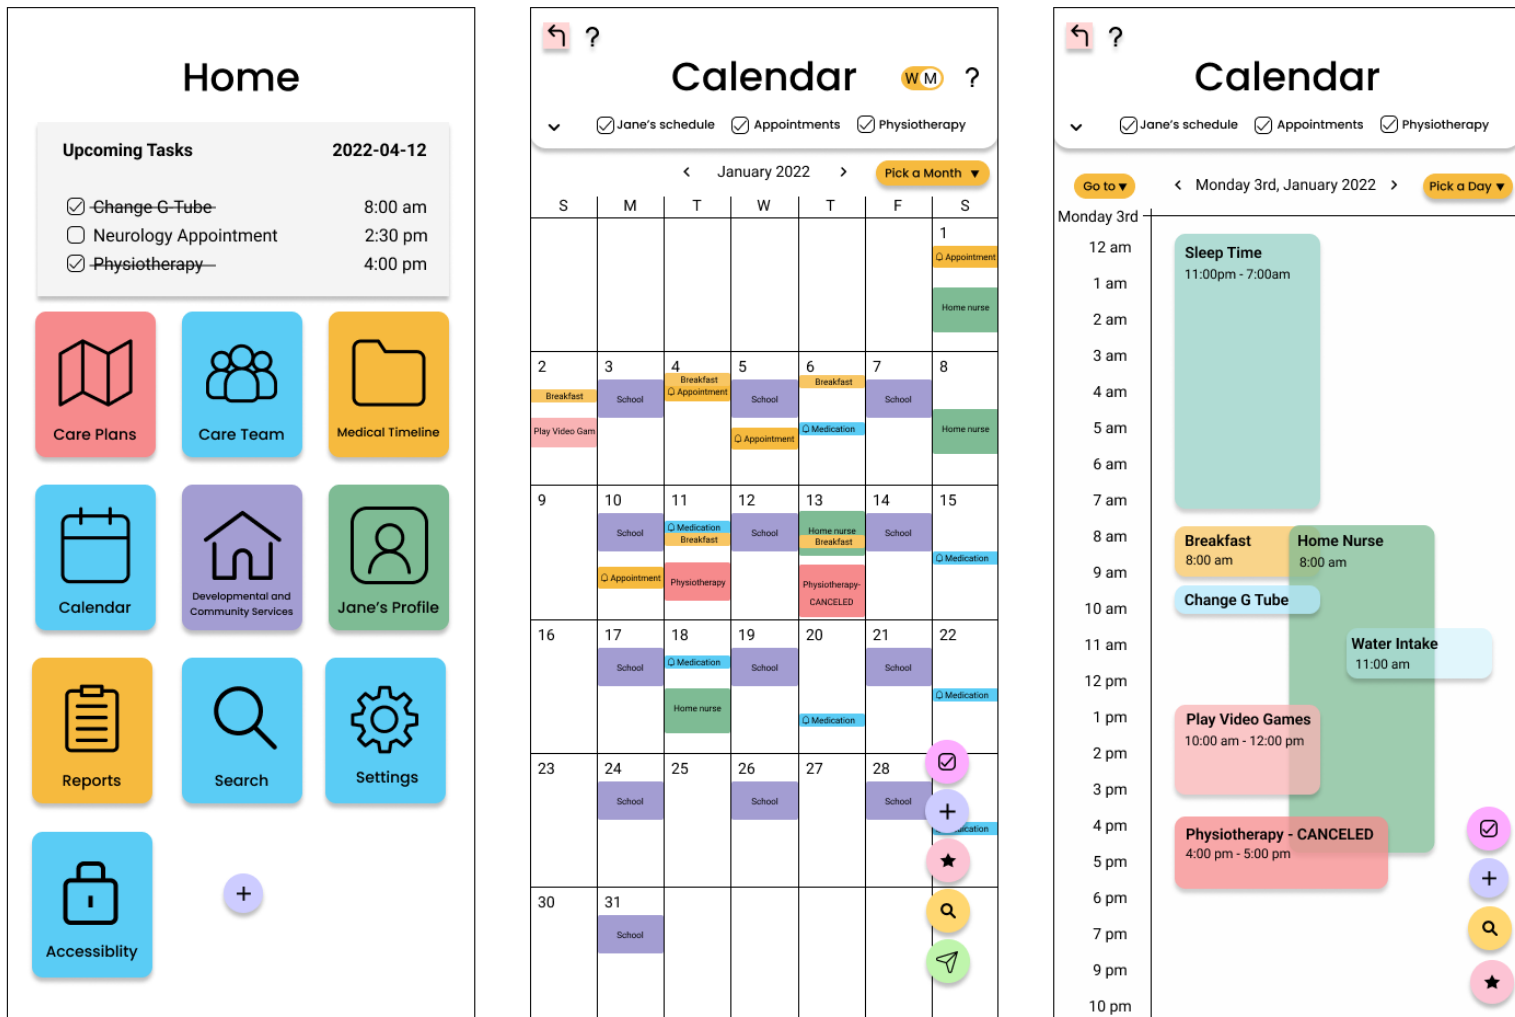 Home
Upcoming Tasks 2022-04-12
Change G-Tube 8:00 am
Neurology Appointment 2:30 pm
Physiotherapy 4:00 pm
Care Plans Care Team Medical Timeline
Calendar
Developmental and
Community Services
Jane's Profile
Reports Search Settings
Accessiblity
+
?
Calendar W M ?
Jane's schedule Appointments Physiotherapy
< January 2022 > Pick a Month ▼
S M T W T F S
1
Appointment
Home nurse
2 3 4 5 6 7 8
Breakfast Breakfast
Appointment
Breakfast School School School
Play Video Gam Appointment Medication Home nurse
9 10 11 12 13 14 15
School Medication School Home nurse School
Breakfast Breakfast
Medication
Appointment Physiotherapy Physiotherapy-
CANCELED
16 17 18 19 20 21 22
School Medication School School
Home nurse Medication
Medication
23 24 25 26 27 28
School School School
+
30 31
School
?
Calendar
Jane's schedule Appointments Physiotherapy
Go to ▼ < Monday 3rd, January 2022 > Pick a Day ▼
Monday 3rd
12 am
Sleep Time
11:00pm - 7:00am
1 am
2 am
3 am
4 am
5 am
6 am
7 am
8 am
Breakfast Home Nurse
8:00 am 8:00 am
9 am
Change G Tube
10 am
11 am
Water Intake
11:00 am
12 pm
1 pm
Play Video Games
10:00 am - 12:00 pm
2 pm
3 pm
4 pm
Physiotherapy - CANCELED
4:00 pm - 5:00 pm
5 pm
+
6 pm
7 pm
9 pm
10 pm